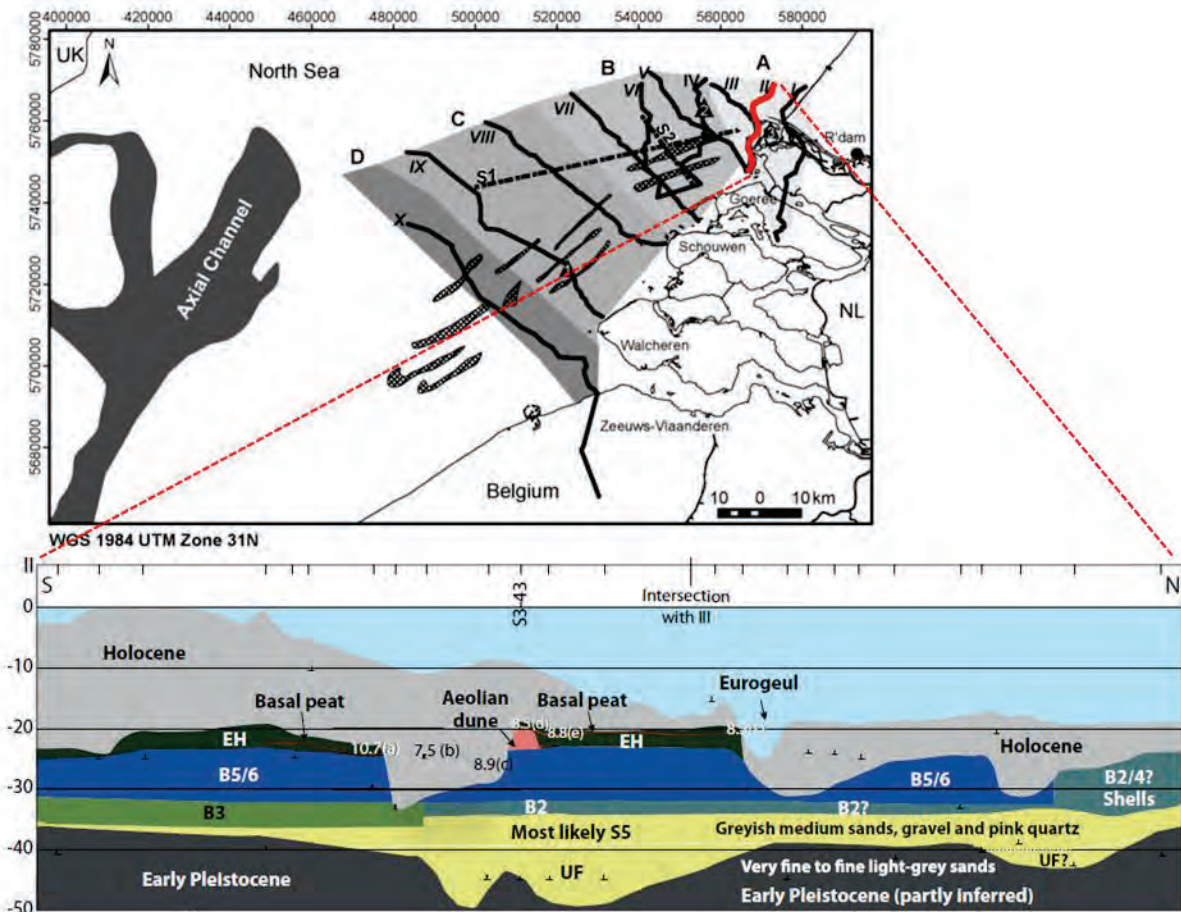 4000000 420000 440000 460000 480000 500000 520000 540000 560000 580000
5780000
5760000
5740000
5720000
5700000
5680000
UK
N
North Sea
Axial Channel
A
B
C
D
I
II
III
IV
V
VI
VII
VIII
IX
X
S1
S2
R'dam
Goeree
Schouwen
NL
Walcheren
Zeeuws-Vlaanderen
Belgium
10 0 10 km
WGS 1984 UTM Zone 31N
II
S
S3-43
Intersection
with III
N
0
-10
-20
-30
-40
-50
Holocene
Basal peat
Aeolian
dune
Basal peat
Eurogeul
Holocene
EH
10.7(a)
7,5 (b)
8.9(c)
8.8(e)
EH
B5/6
B5/6
B2/4?
Shells
B3
B2
B2?
Most likely S5
Greyish medium sands, gravel and pink quartz
UF
UF?
Very fine to fine light-grey sands
Early Pleistocene
Early Pleistocene (partly inferred)